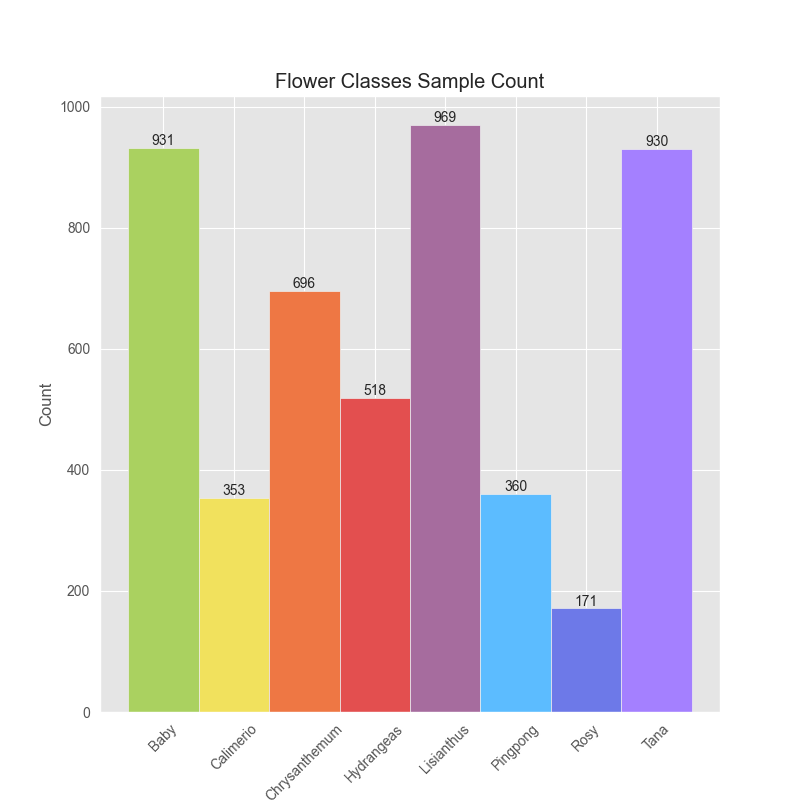 Flower Classes Sample Count
Count
1000
800
600
400
200
0
931
353
696
518
969
360
171
930
Baby
Calimerio
Chrysanthemum
Hydrangeas
Lisianthus
Pingpong
Rosy
Tana